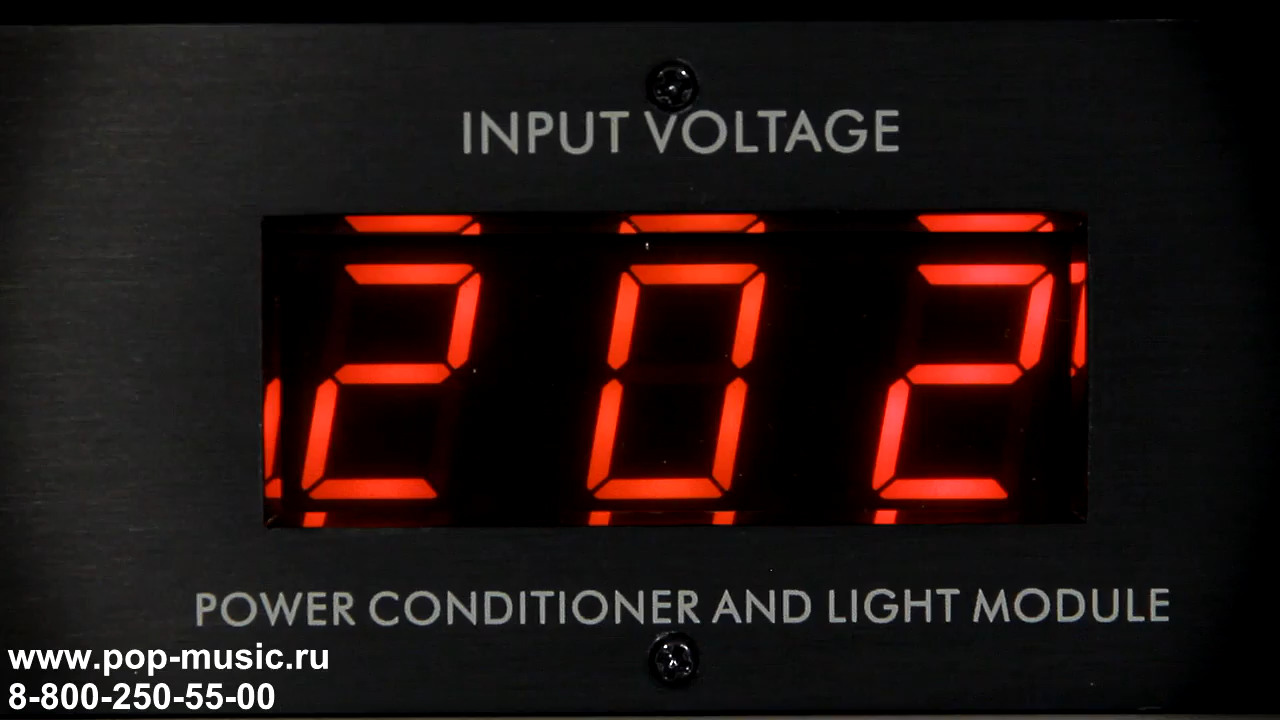 INPUT VOLTAGE
202
POWER CONDITIONER AND LIGHT MODULE
www.pop-music.ru
8-800-250-55-00